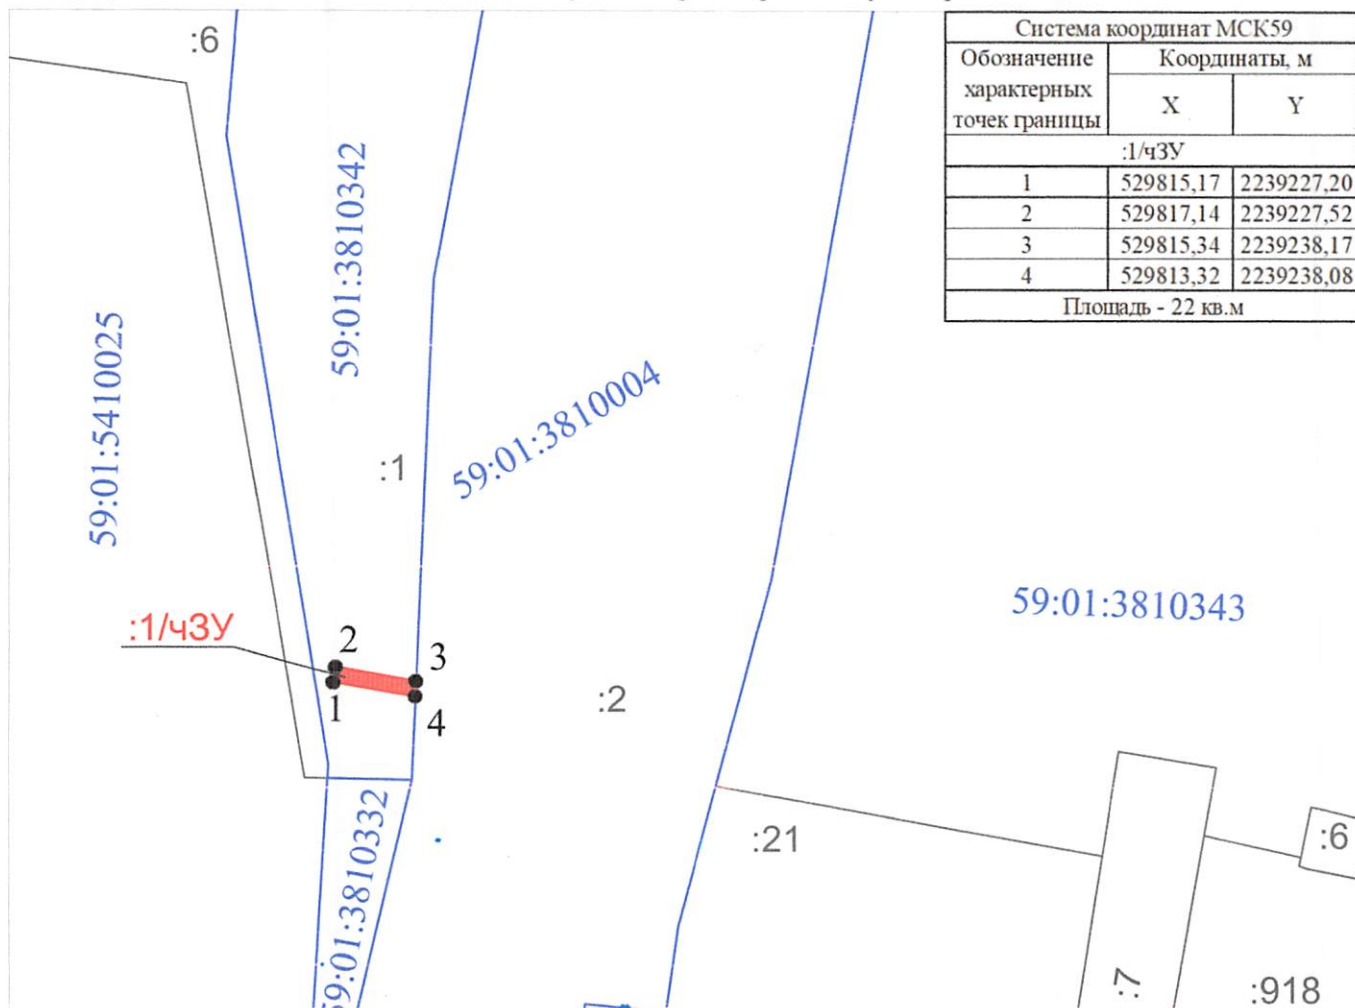 Система координат МСК59
Обозначение характерных точек границы
Координаты, м
X Y
:1/чЗУ
1 529815,17 2239227,20
2 529817,14 2239227,52
3 529815,34 2239238,17
4 529813,32 2239238,08
Площадь - 22 кв.м
:6
59:01:3810342
59:01:5410025
:1
59:01:3810004
59:01:3810343
:1/чЗУ
2
3
1
4
:2
59:01:3810332
:21
:6
:7
:918